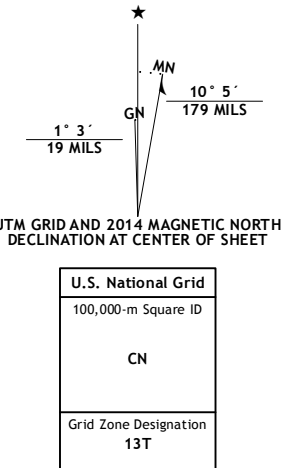 MN
GN
10° 5´
179 MILS
1° 3´
19 MILS
UTM GRID AND 2014 MAGNETIC NORTH
DECLINATION AT CENTER OF SHEET
U.S. National Grid
100,000-m Square ID
CN
Grid Zone Designation
13T